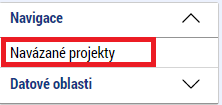 Navigace
Navázané projekty
Datové oblasti